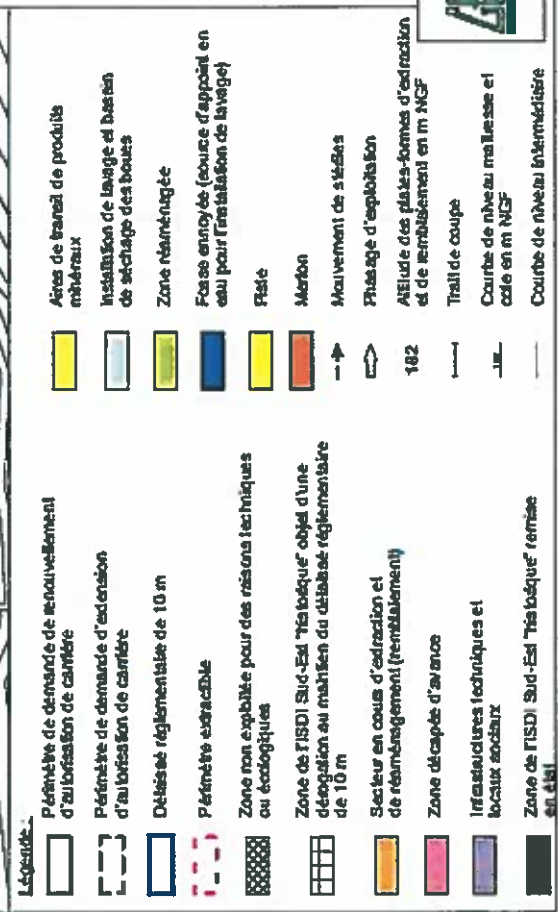 Légende :
Périmètre de demande de renouvellement
d'autorisation de carrière
Périmètre de demande d'extension
d'autorisation de carrière
Délaissé réglementaire de 10 m
Périmètre extractible
Zone non exploitée pour des raisons techniques
ou écologiques
Zone de l'ISDI Sud-Est "historique" objet d'une
dérogation au maintien du délaissé réglementaire
de 10 m
Secteur en cours d'extraction et
de réaménagement (remblaiement)
Zone décapée d'avance
Infrastructures techniques et
locaux sociaux
Zone de l'ISDI Sud-Est "historique" remise
en état
Aires de transit de produits
minéraux
Installation de lavage et bassin
de séchage des boues
Zone réaménagée
Fosse ennoyée (source d'appoint en
eau pour l'installation de lavage)
Piste
Merlon
Mouvement de stériles
Phasage d'exploitation
182
Altitude des plates-formes d'extraction
et de remblaiement en m NGF
Trait de coupe
Courbe de niveau maîtresse et
cote en m NGF
Courbe de niveau intermédiaire